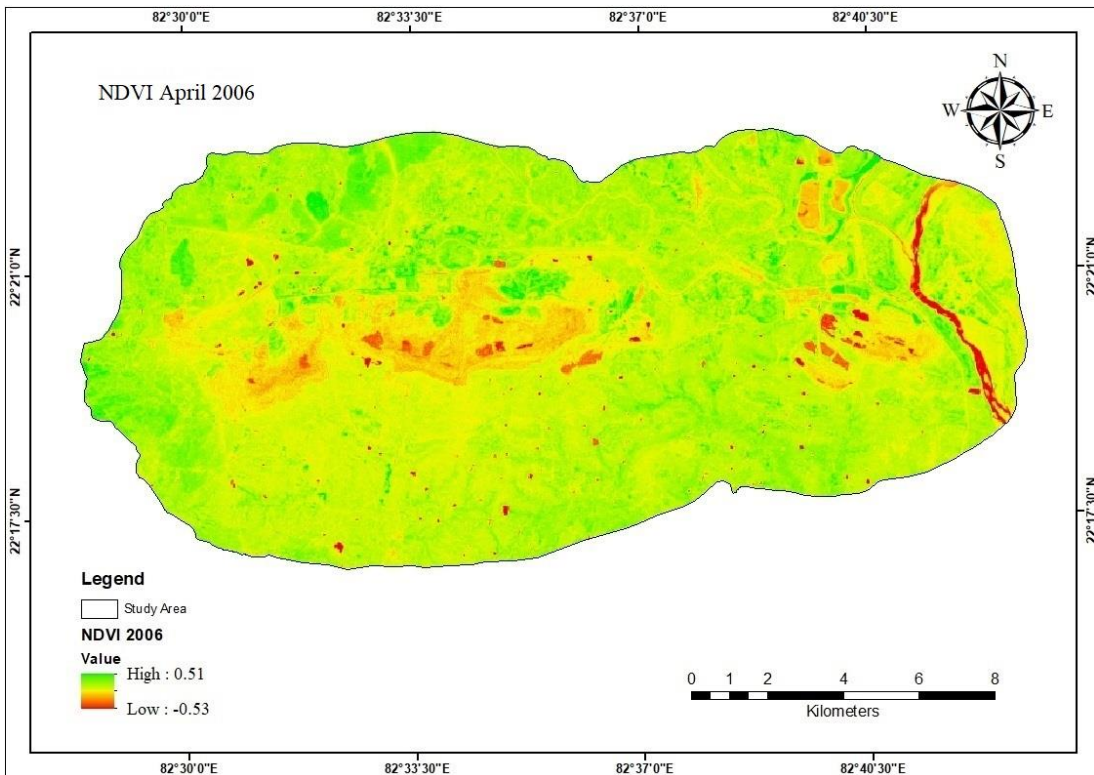 82°30'0"E 82°33'30"E 82°37'0"E 82°40'30"E
NDVI April 2006
N
W E
S
22°21'0"N 22°21'0"N
22°17'30"N 22°17'30"N
Legend
Study Area
NDVI 2006
Value
High : 0.51
Low : -0.53
0 1 2 4 6 8
Kilometers
82°30'0"E 82°33'30"E 82°37'0"E 82°40'30"E